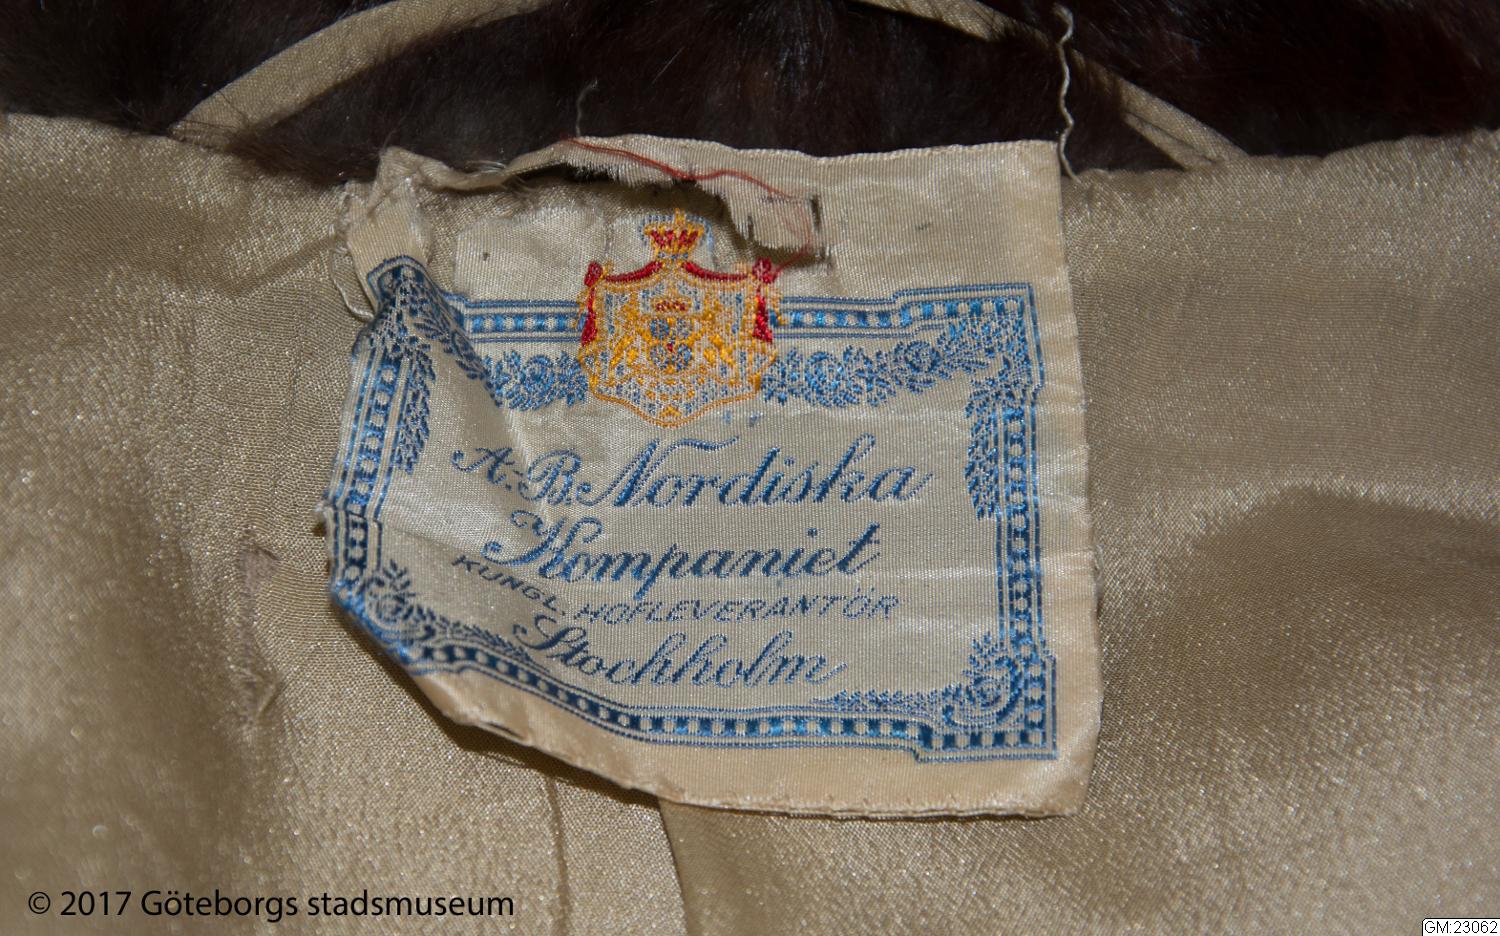 A.-B. Nordiska
Kompaniet
KUNGL. HOFLEVERANTÖR
Stockholm
© 2017 Göteborgs stadsmuseum
GM:23062